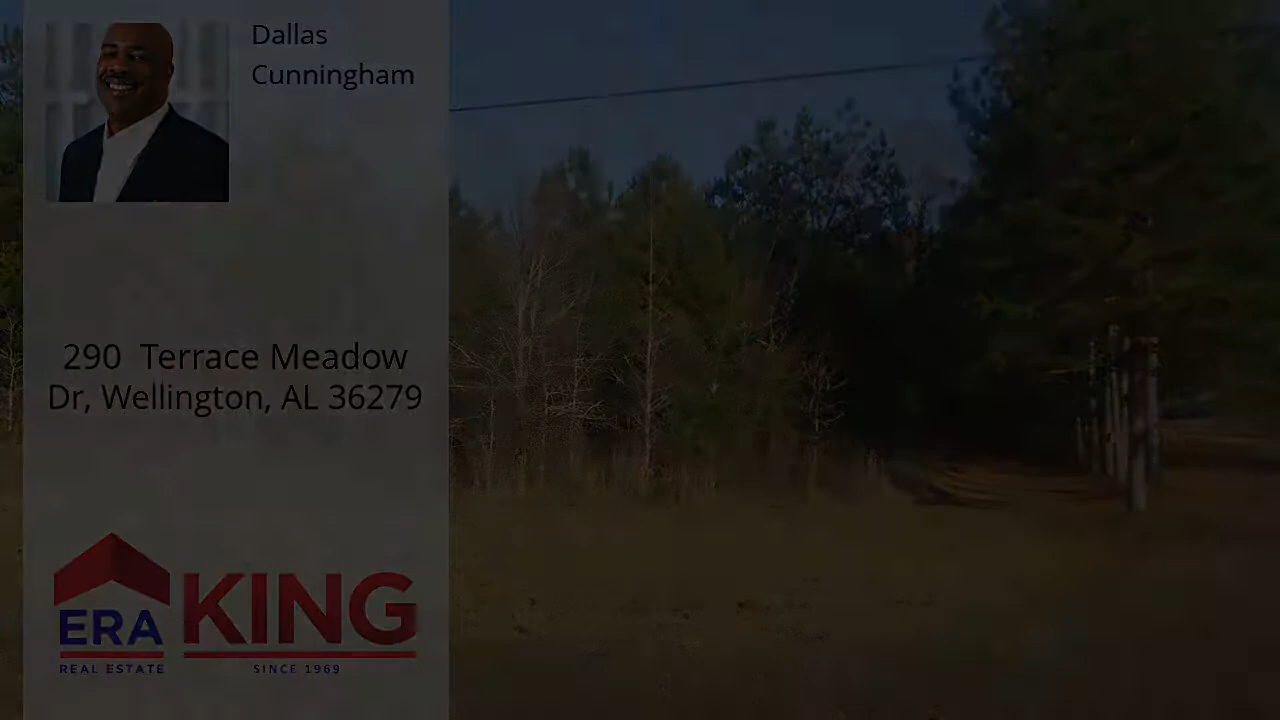 Dallas
Cunningham
290  Terrace Meadow
Dr, Wellington, AL 36279
ERA
REAL ESTATE
KING
SINCE 1969